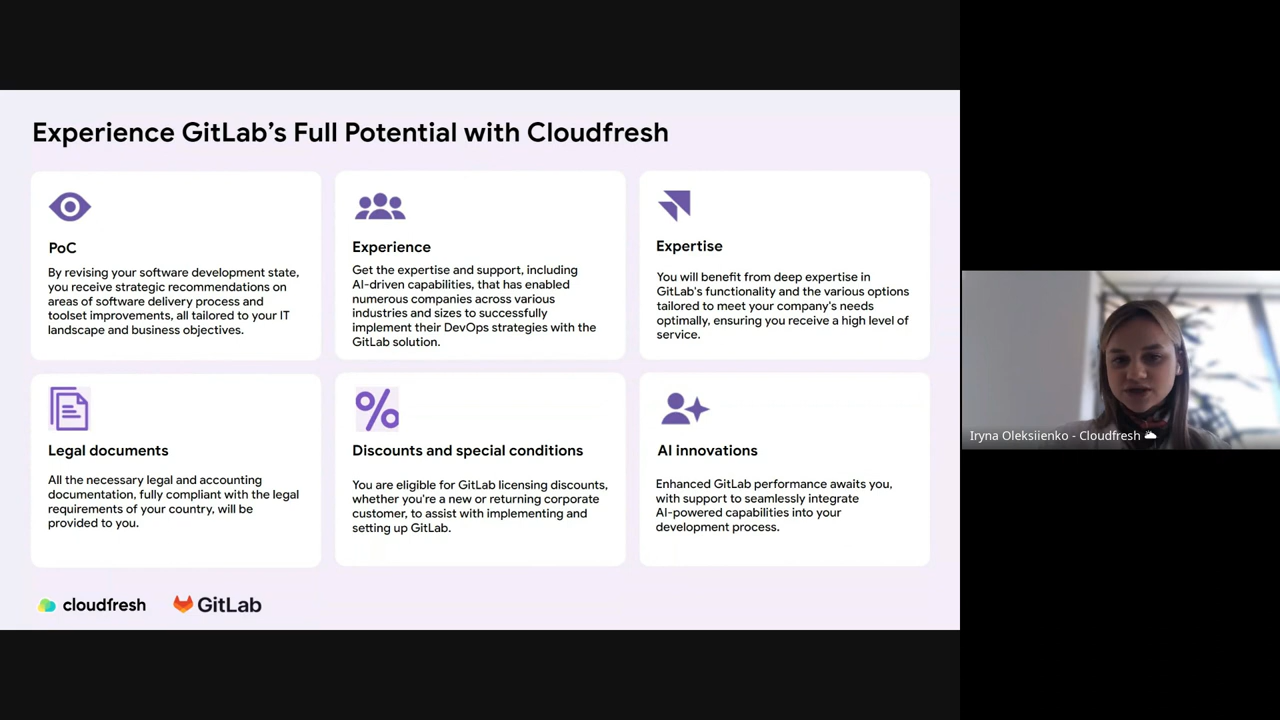 Experience GitLab’s Full Potential with Cloudfresh
PoC
By revising your software development state,
you receive strategic recommendations on
areas of software delivery process and
toolset improvements, all tailored to your IT
landscape and business objectives.
Experience
Get the expertise and support, including
AI-driven capabilities, that has enabled
numerous companies across various
industries and sizes to successfully
implement their DevOps strategies with the
GitLab solution.
Expertise
You will benefit from deep expertise in
GitLab's functionality and the various options
tailored to meet your company's needs
optimally, ensuring you receive a high level of
service.
Legal documents
All the necessary legal and accounting
documentation, fully compliant with the legal
requirements of your country, will be
provided to you.
Discounts and special conditions
You are eligible for GitLab licensing discounts,
whether you're a new or returning corporate
customer, to assist with implementing and
setting up GitLab.
AI innovations
Enhanced GitLab performance awaits you,
with support to seamlessly integrate
AI-powered capabilities into your
development process.
cloudfresh
GitLab
Iryna Oleksiienko - Cloudfresh 🌥